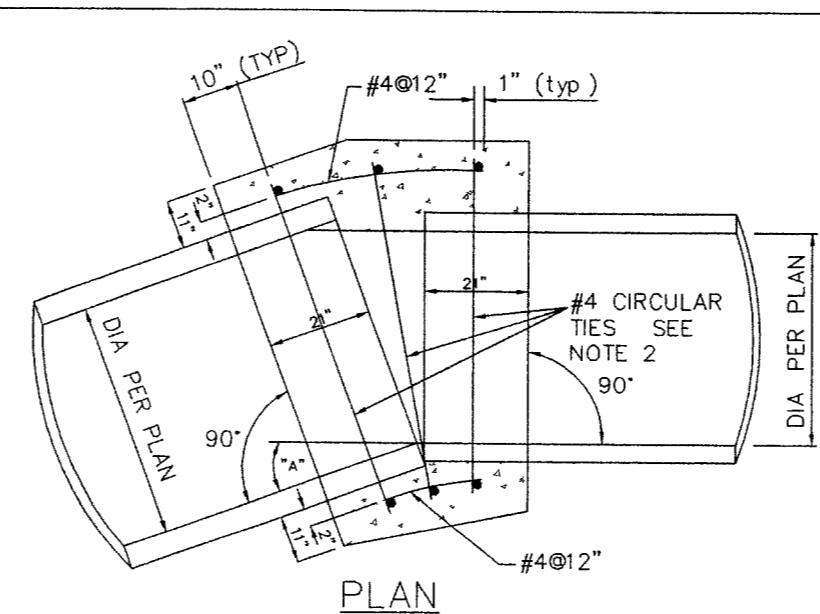 10" (TYP)
#4@12"
1" (typ)
2"
11"
21"
21"
#4 CIRCULAR
TIES SEE
NOTE 2
DIA PER PLAN
DIA PER PLAN
90°
90°
"A"
11"
2"
#4@12"
PLAN